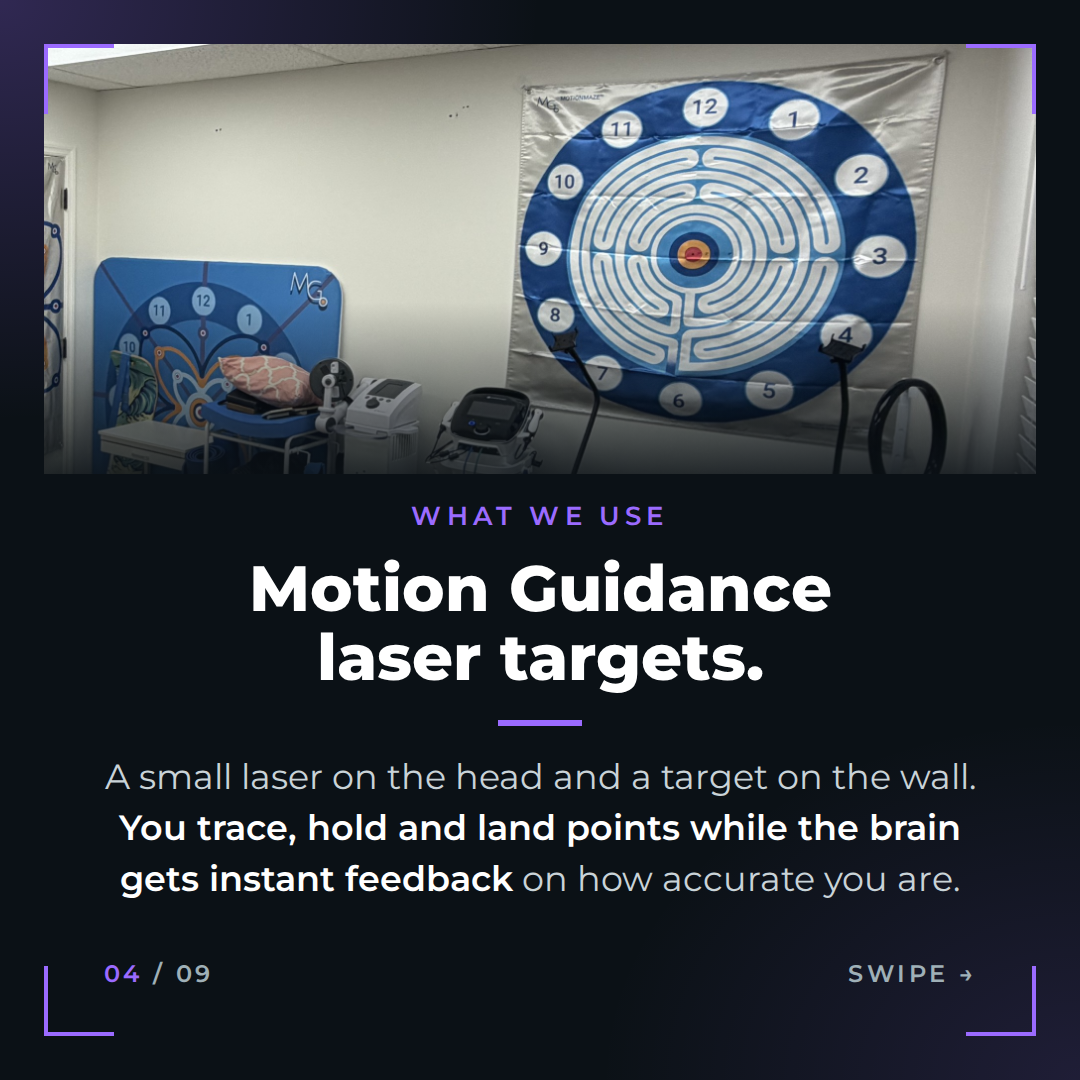 MG
MOTIONMAZE
12
1
2
3
4
5
6
7
8
9
10
11
MG
12
11
1
10
WHAT WE USE
Motion Guidance
laser targets.
A small laser on the head and a target on the wall.
You trace, hold and land points while the brain
gets instant feedback on how accurate you are.
04 / 09
SWIPE →